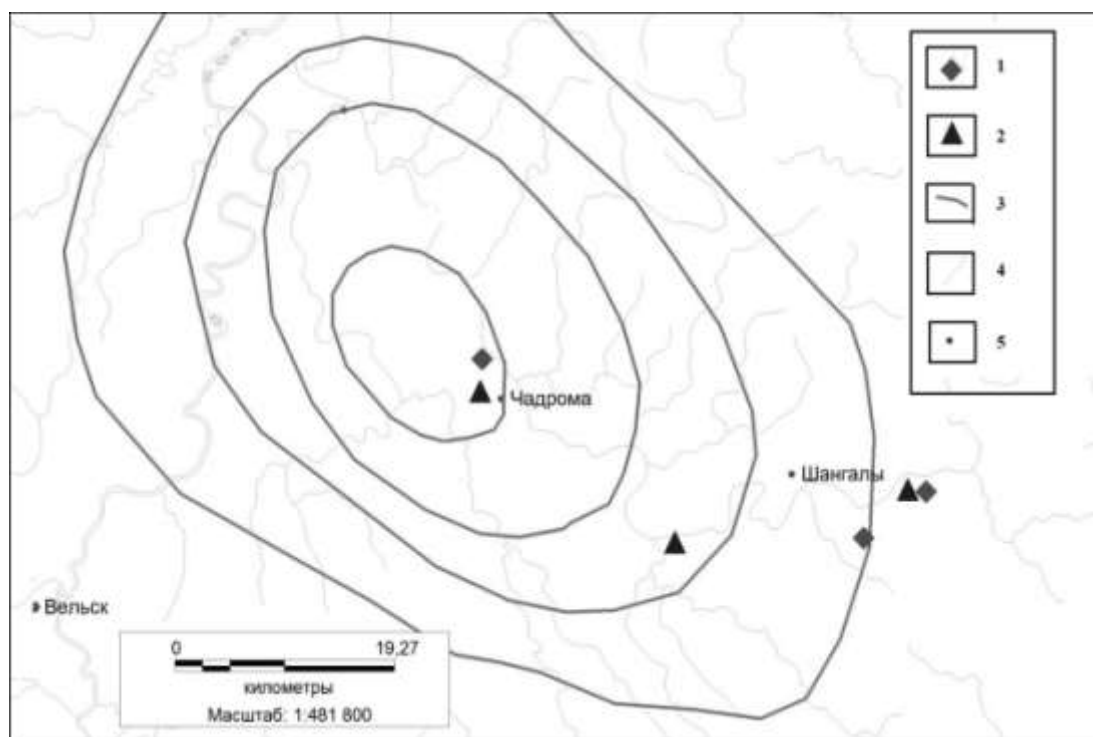 1
2
3
4
5
Чадрома
Шангалы
Вельск
0 19,27
километры
Масштаб: 1:481 800